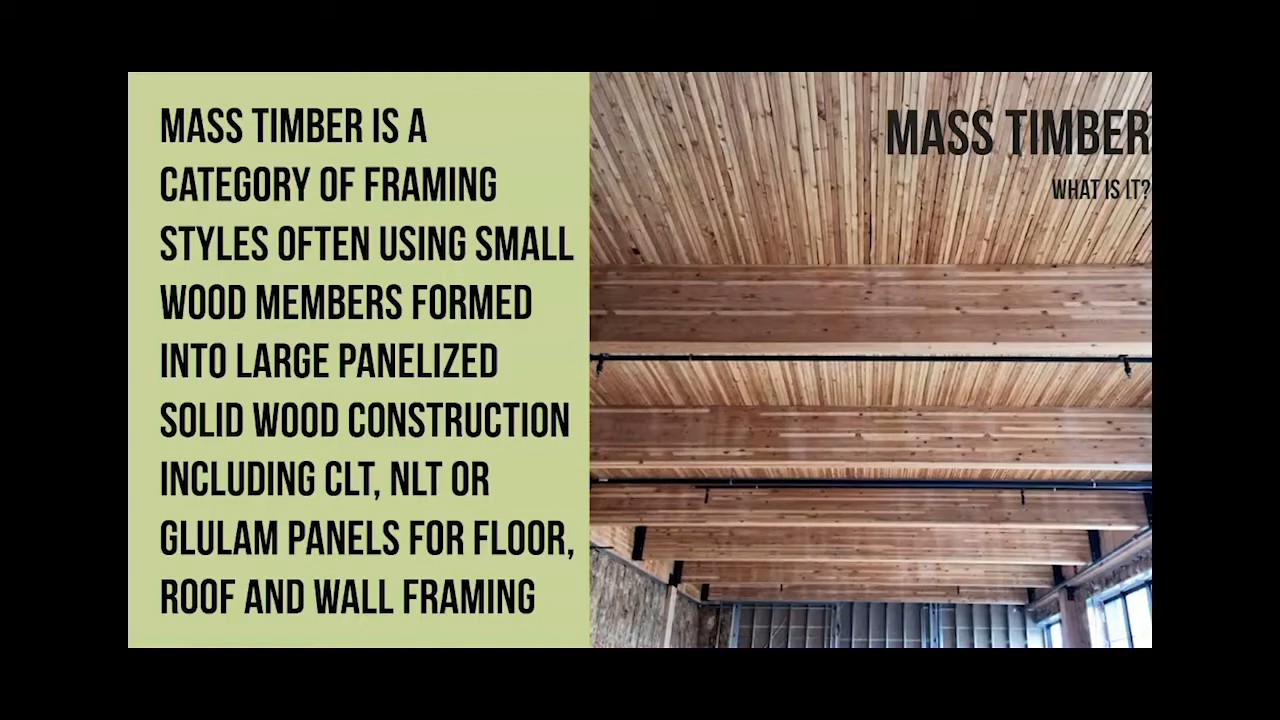 MASS TIMBER IS A
CATEGORY OF FRAMING
STYLES OFTEN USING SMALL
WOOD MEMBERS FORMED
INTO LARGE PANELIZED
SOLID WOOD CONSTRUCTION
INCLUDING CLT, NLT OR
GLULAM PANELS FOR FLOOR,
ROOF AND WALL FRAMING
MASS TIMBER
WHAT IS IT?